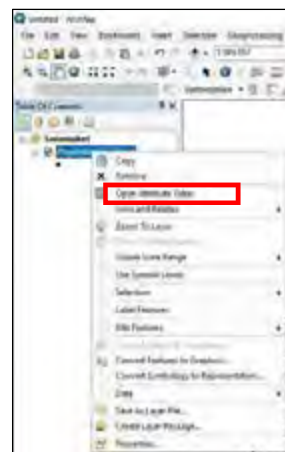 File Edit View Bookmarks Insert Selection Geoprocessing
Table Of Contents
Copy
Remove
Open Attribute Table
Joins and Relates
Zoom To Layer
Visible Scale Range
Use Symbol Levels
Selection
Label Features
Edit Features
Convert Features to Graphics...
Convert Symbology to Representation...
Data
Save As Layer File...
Create Layer Package...
Properties...